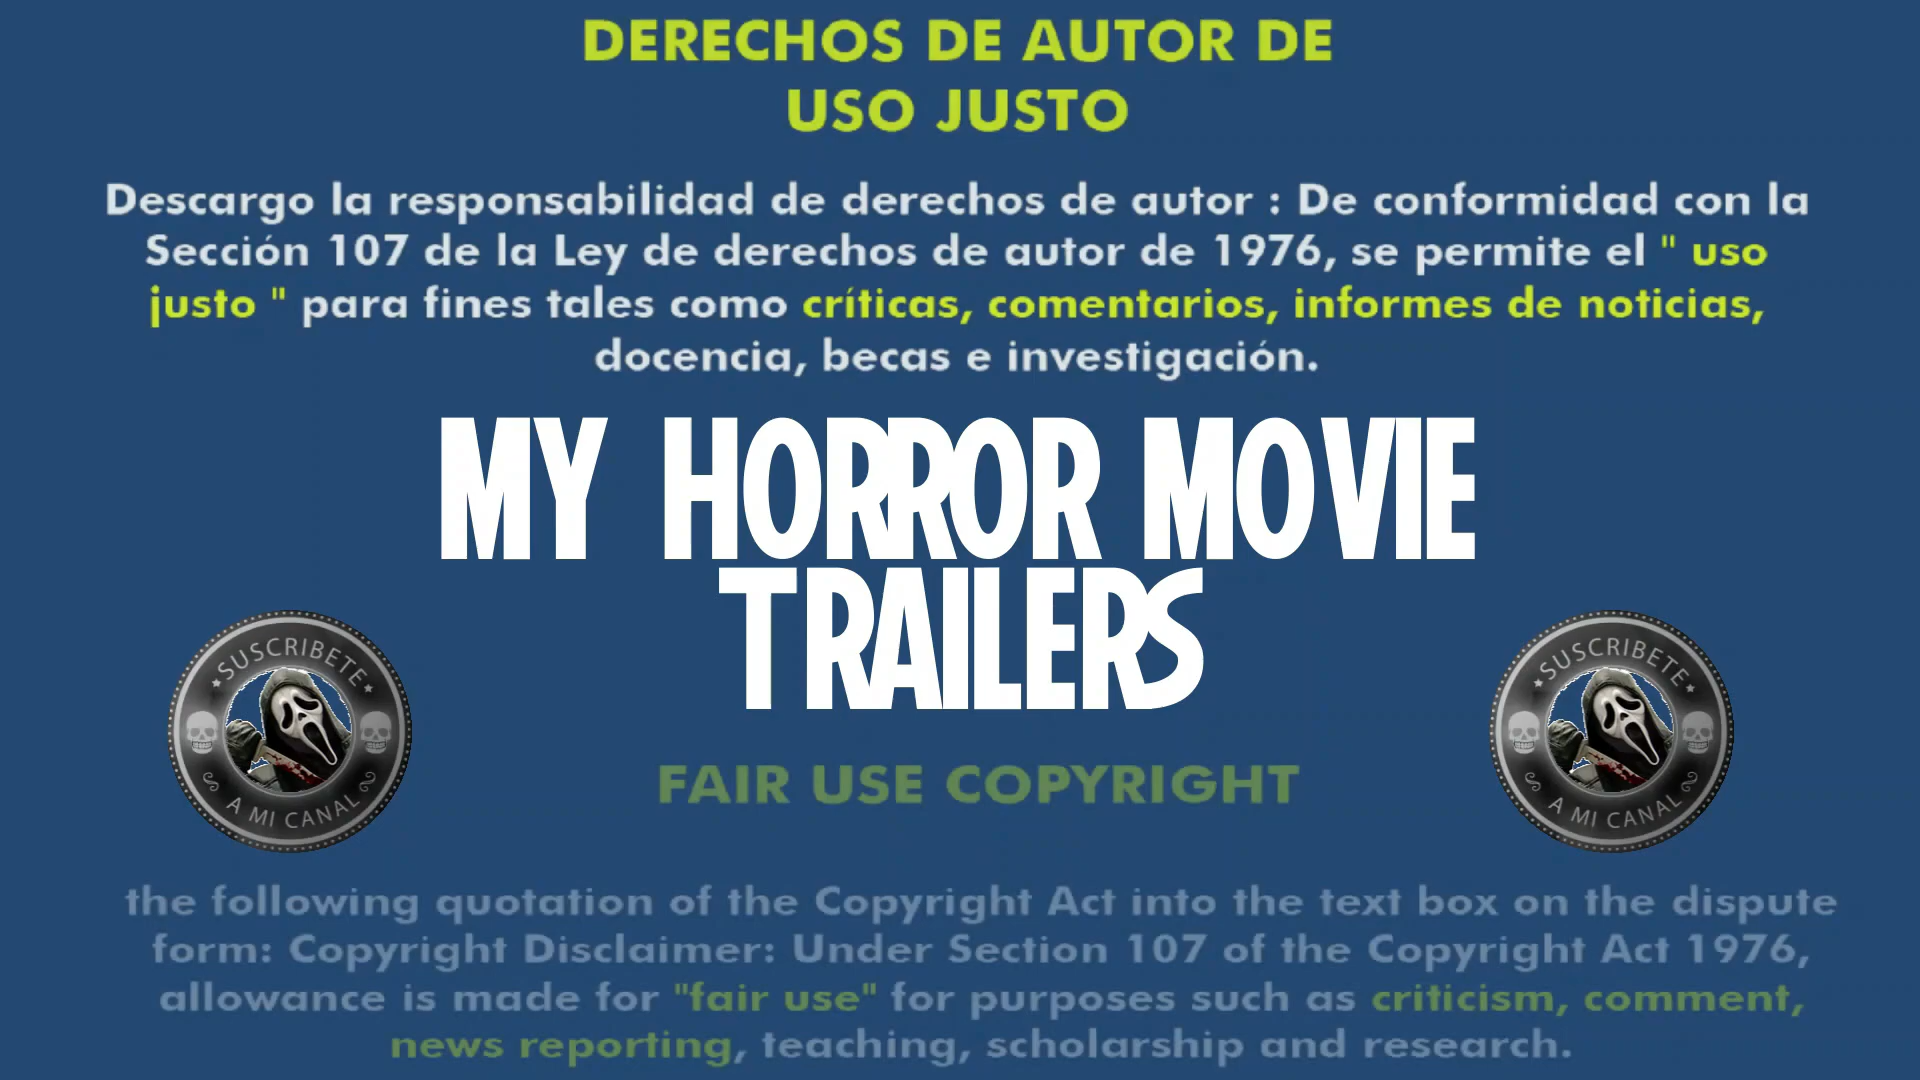 DERECHOS DE AUTOR DE
USO JUSTO
Descargo la responsabilidad de derechos de autor : De conformidad con la
Sección 107 de la Ley de derechos de autor de 1976, se permite el " uso
justo " para fines tales como críticas, comentarios, informes de noticias,
docencia, becas e investigación.
MY HORROR MOVIE
TRAILERS
SUSCRIBETE
A MI CANAL
SUSCRIBETE
A MI CANAL
FAIR USE COPYRIGHT
the following quotation of the Copyright Act into the text box on the dispute
form: Copyright Disclaimer: Under Section 107 of the Copyright Act 1976,
allowance is made for "fair use" for purposes such as criticism, comment,
news reporting, teaching, scholarship and research.